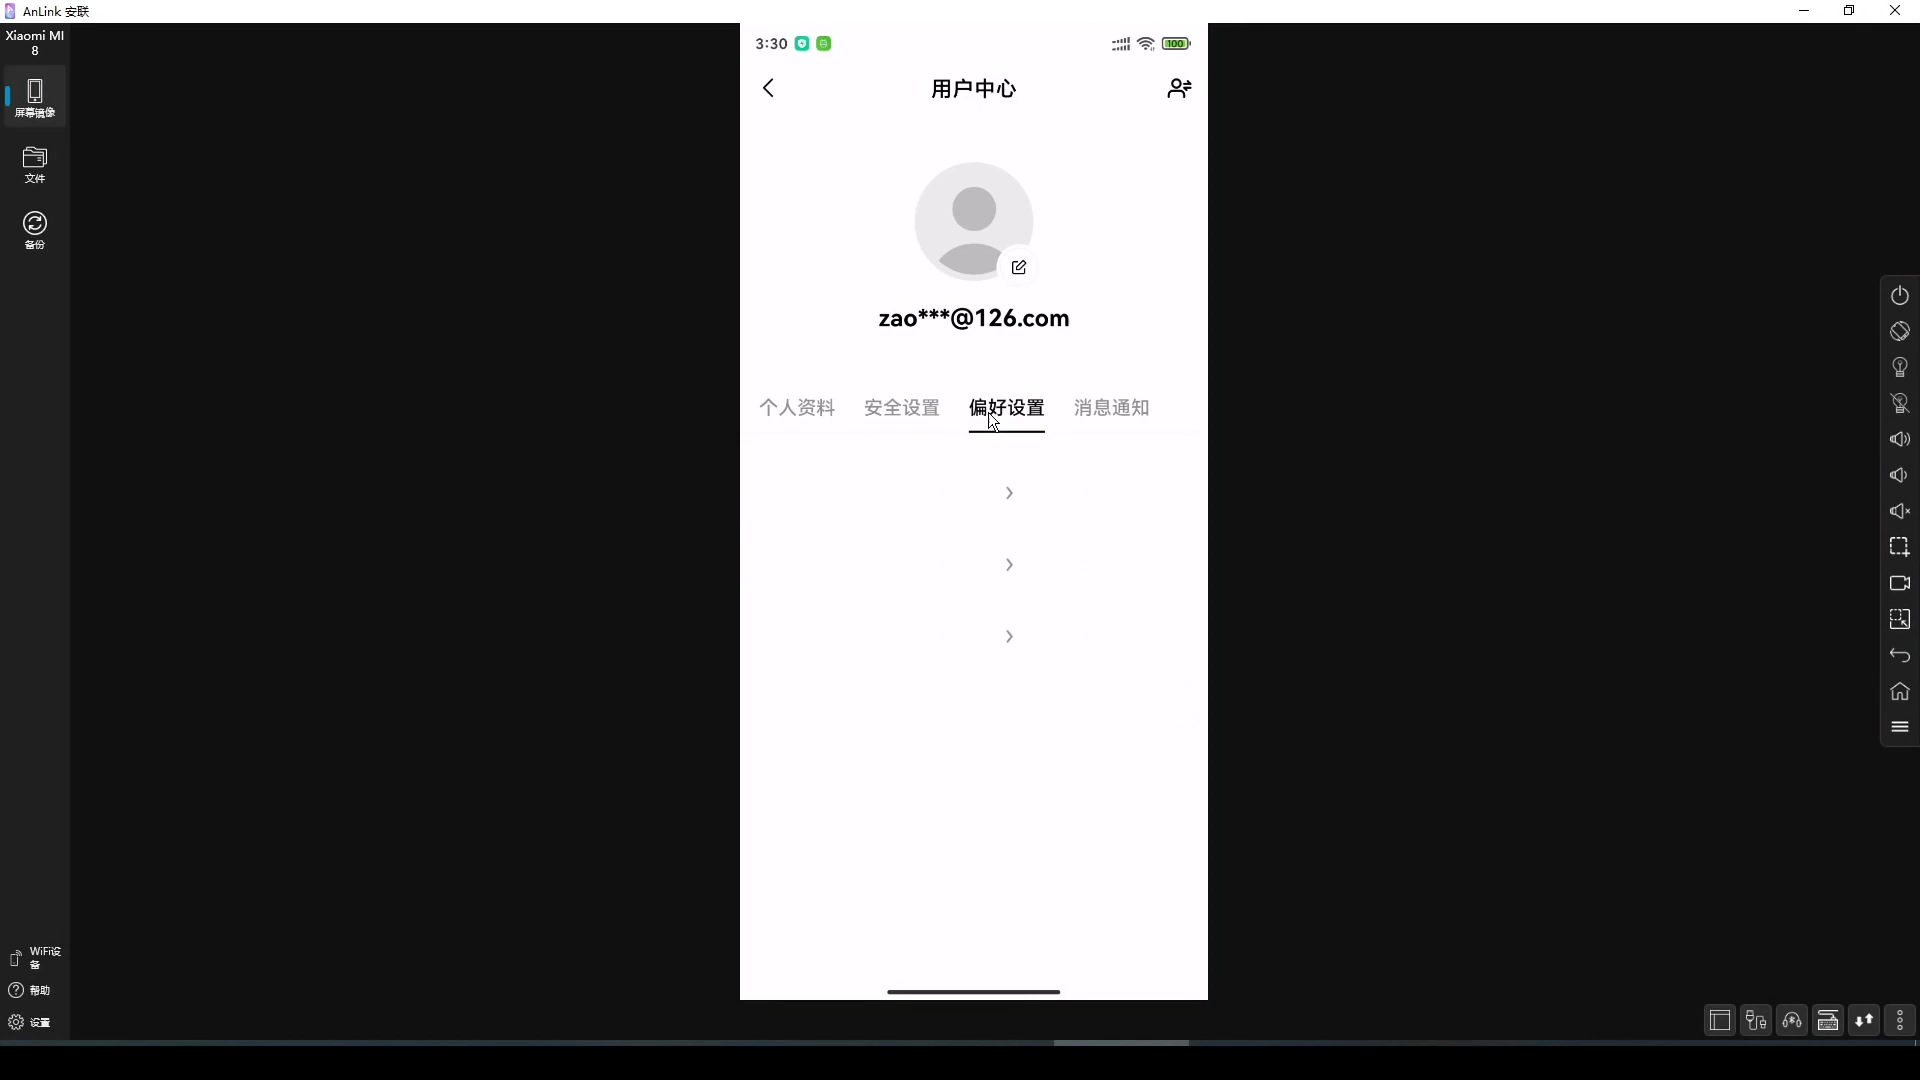 AnLink 安联
Xiaomi MI
8
屏幕镜像
文件
备份
WiFi设
备
帮助
设置
3:30
100
用户中心
zao***@126.com
个人资料
安全设置
偏好设置
消息通知